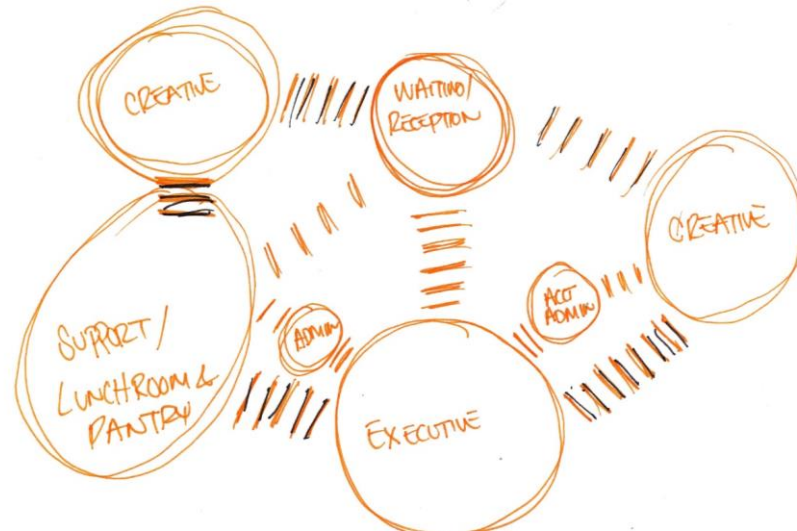 CREATIVE
WAITING/
RECEPTION
CREATIVE
ACCT
ADMIN
ADMIN
SUPPORT/
LUNCHROOM &
PANTRY
EXECUTIVE